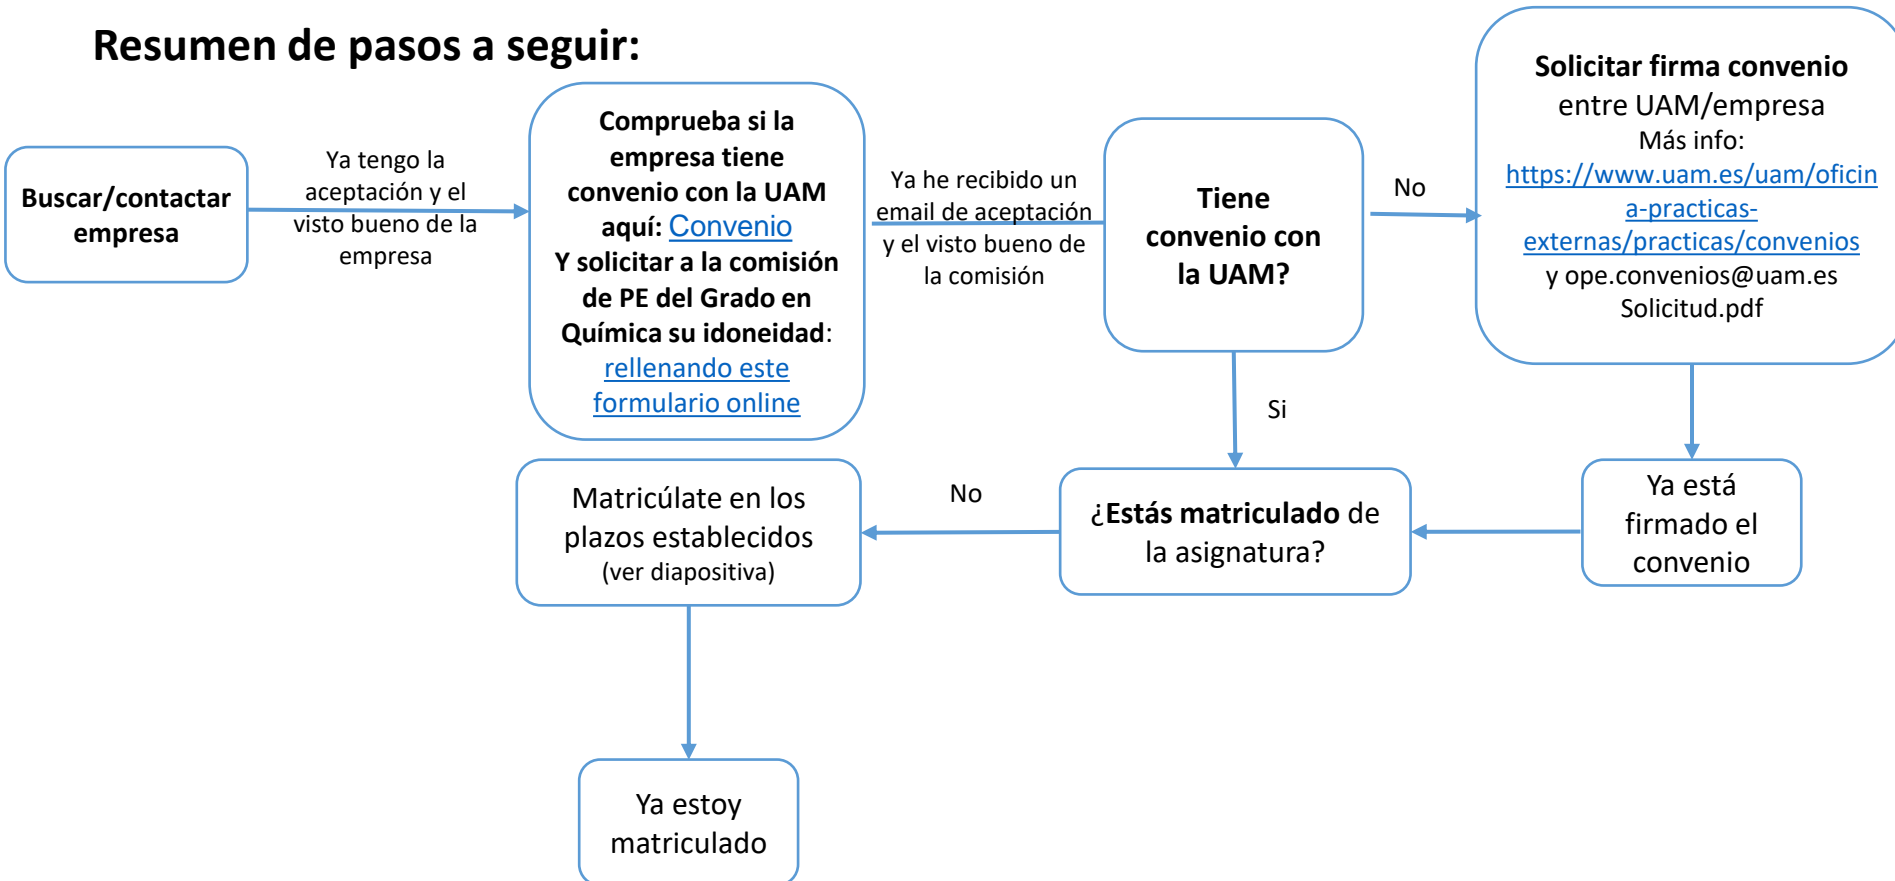 Resumen de pasos a seguir:
Buscar/contactar
empresa
Ya tengo la
aceptación y el
visto bueno de la
empresa
Comprueba si la
empresa tiene
convenio con la UAM
aquí: Convenio
Y solicitar a la comisión
de PE del Grado en
Química su idoneidad:
rellenando este
formulario online
Ya he recibido un
email de aceptación
y el visto bueno de
la comisión
Tiene
convenio con
la UAM?
No
Solicitar firma convenio
entre UAM/empresa
Más info:
https://www.uam.es/uam/oficin
a-practicas-
externas/practicas/convenios
y ope.convenios@uam.es
Solicitud.pdf
Si
Ya está
firmado el
convenio
¿Estás matriculado de
la asignatura?
No
Matricúlate en los
plazos establecidos
(ver diapositiva)
Ya estoy
matriculado